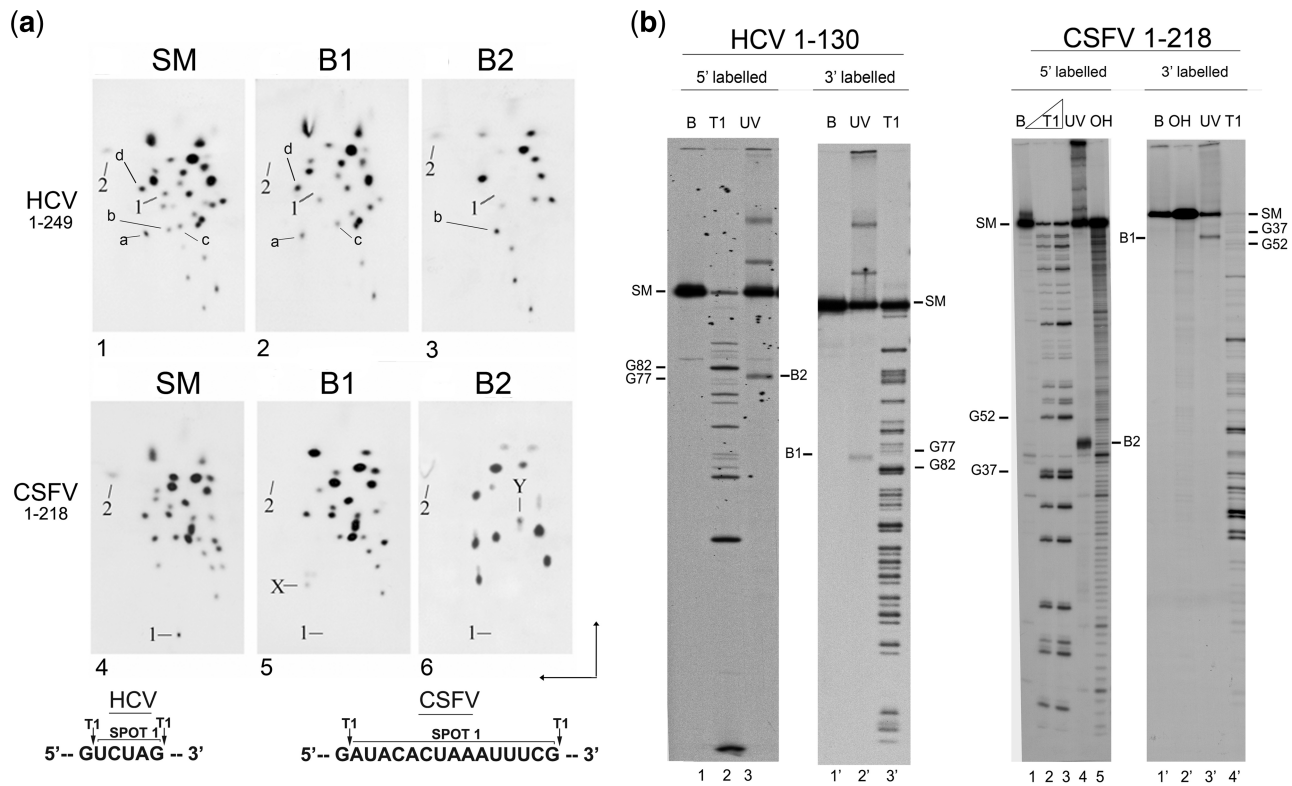 (a)
SM B1 B2
HCV
1-249
d
2
1
b
a
c
1
d
2
1
a
c
2
2
b
3
SM B1 B2
CSFV
1-218
2
1
4
2
X
1
5
2
Y
1
6
HCV
T1 SPOT 1 T1
5'-- GUCUAG -- 3'
CSFV
T1 SPOT 1 T1
5'-- GAUACACUAAAUUUCG -- 3'
(b)
HCV 1-130
5' labelled 3' labelled
B T1 UV B UV T1
SM
SM
G82
G77
B2
B1
G77
G82
1 2 3 1' 2' 3'
CSFV 1-218
5' labelled 3' labelled
B T1 UV OH B OH UV T1
SM
SM
G37
B1
G52
G52
B2
G37
1 2 3 4 5 1' 2' 3' 4'